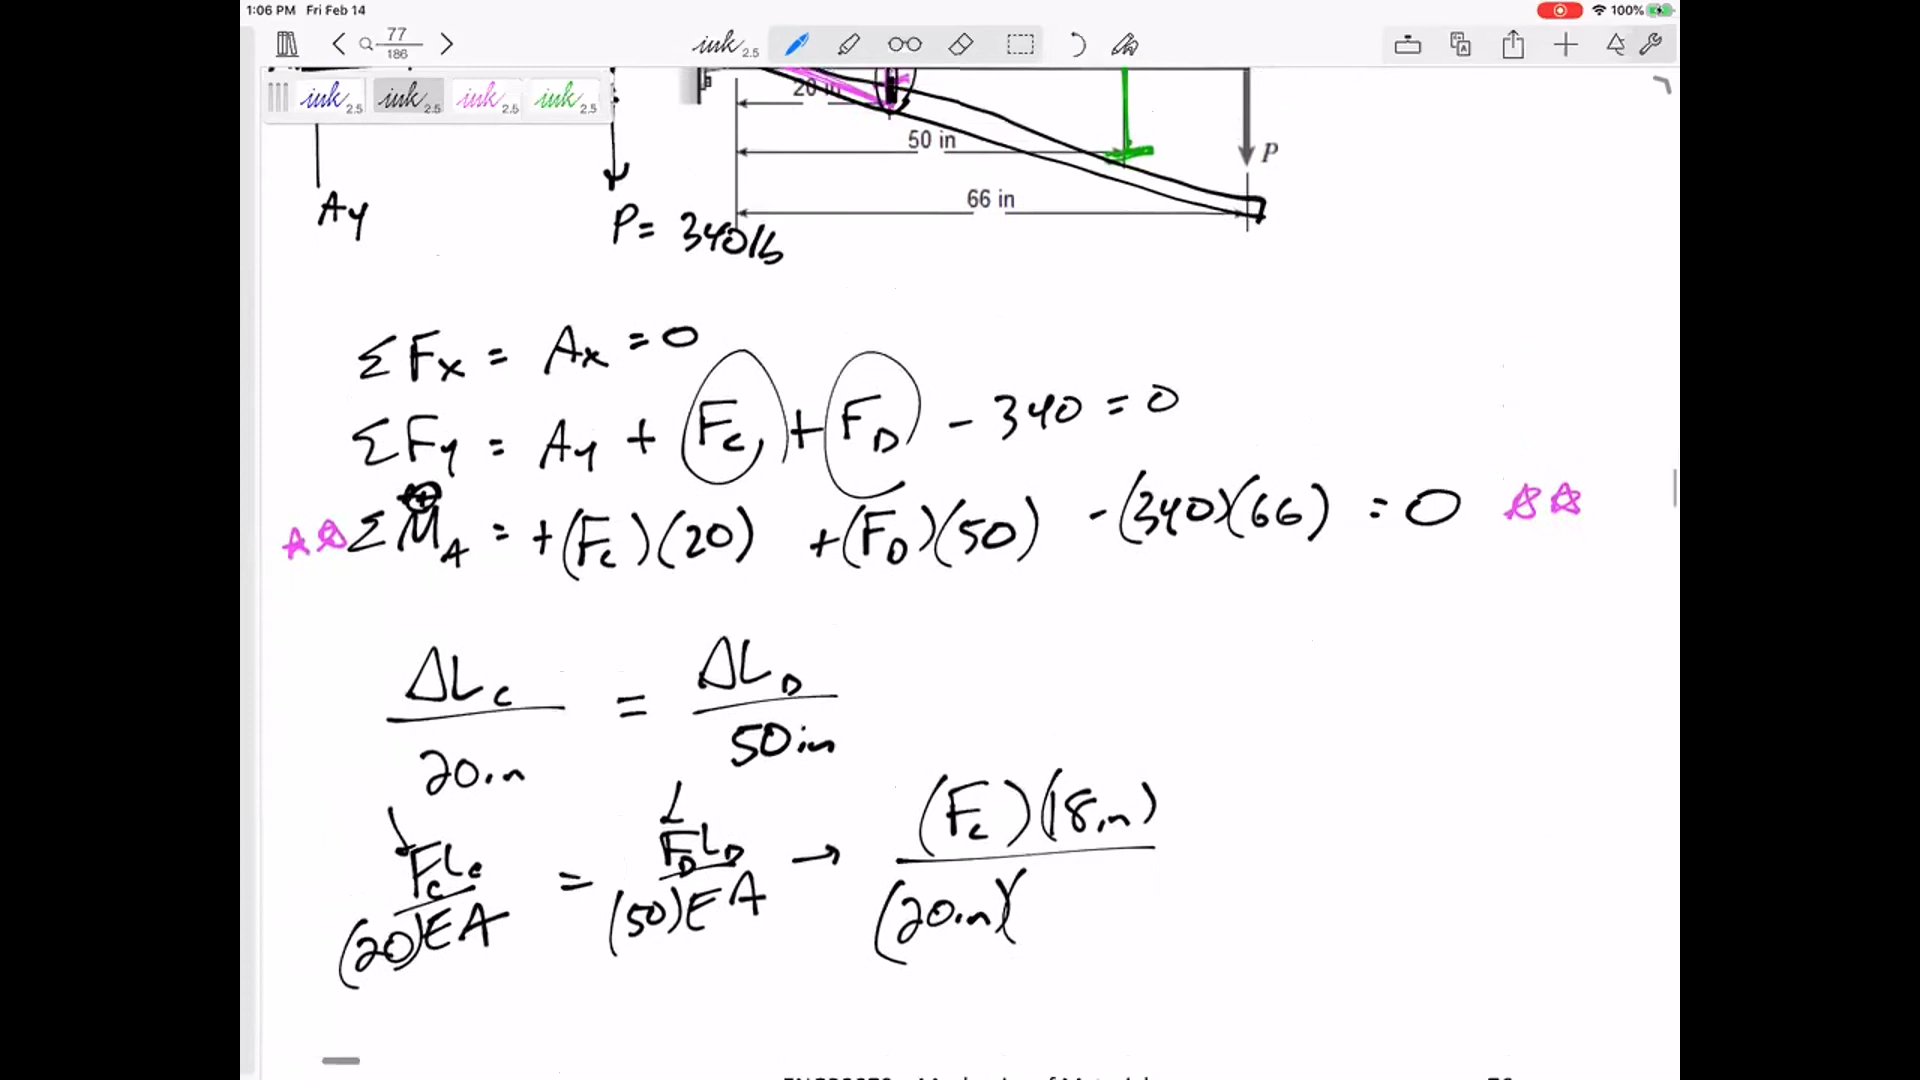 1:06 PM Fri Feb 14
100%
77
186
ink 2.5
ink 2.5
ink 2.5
ink 2.5
ink 2.5
20 in
50 in
P
66 in
Ay
P = 340lb
ΣFx = Ax = 0
ΣFy = Ay + Fc + FD - 340 = 0
☆☆ ΣMA = +(Fc)(20) +(FD)(50) -(340)(66) = 0 ☆☆
ΔLc / 20in = ΔLD / 50in
FcLc / (20)EA = FDLD / (50)EA → (Fc)(18in) / (20in)(